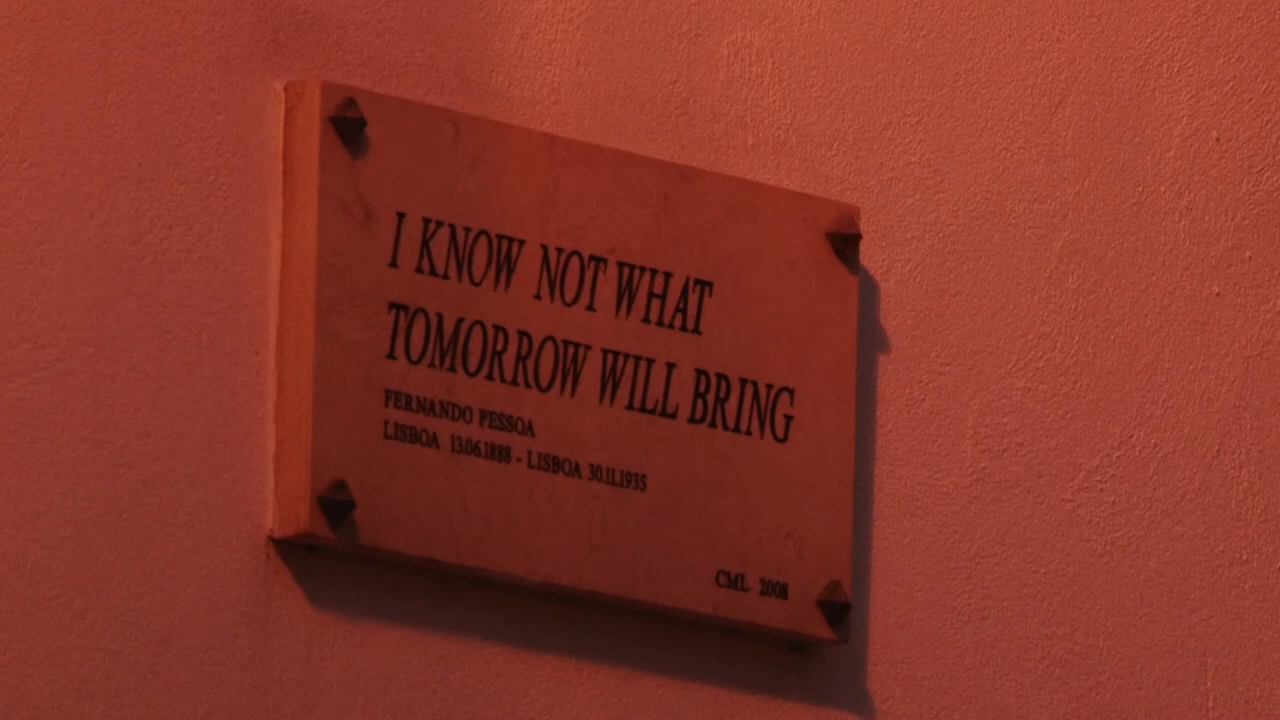 I KNOW NOT WHAT
TOMORROW WILL BRING
FERNANDO PESSOA
LISBOA 13.06.1888 - LISBOA 30.11.1935
CML 2008